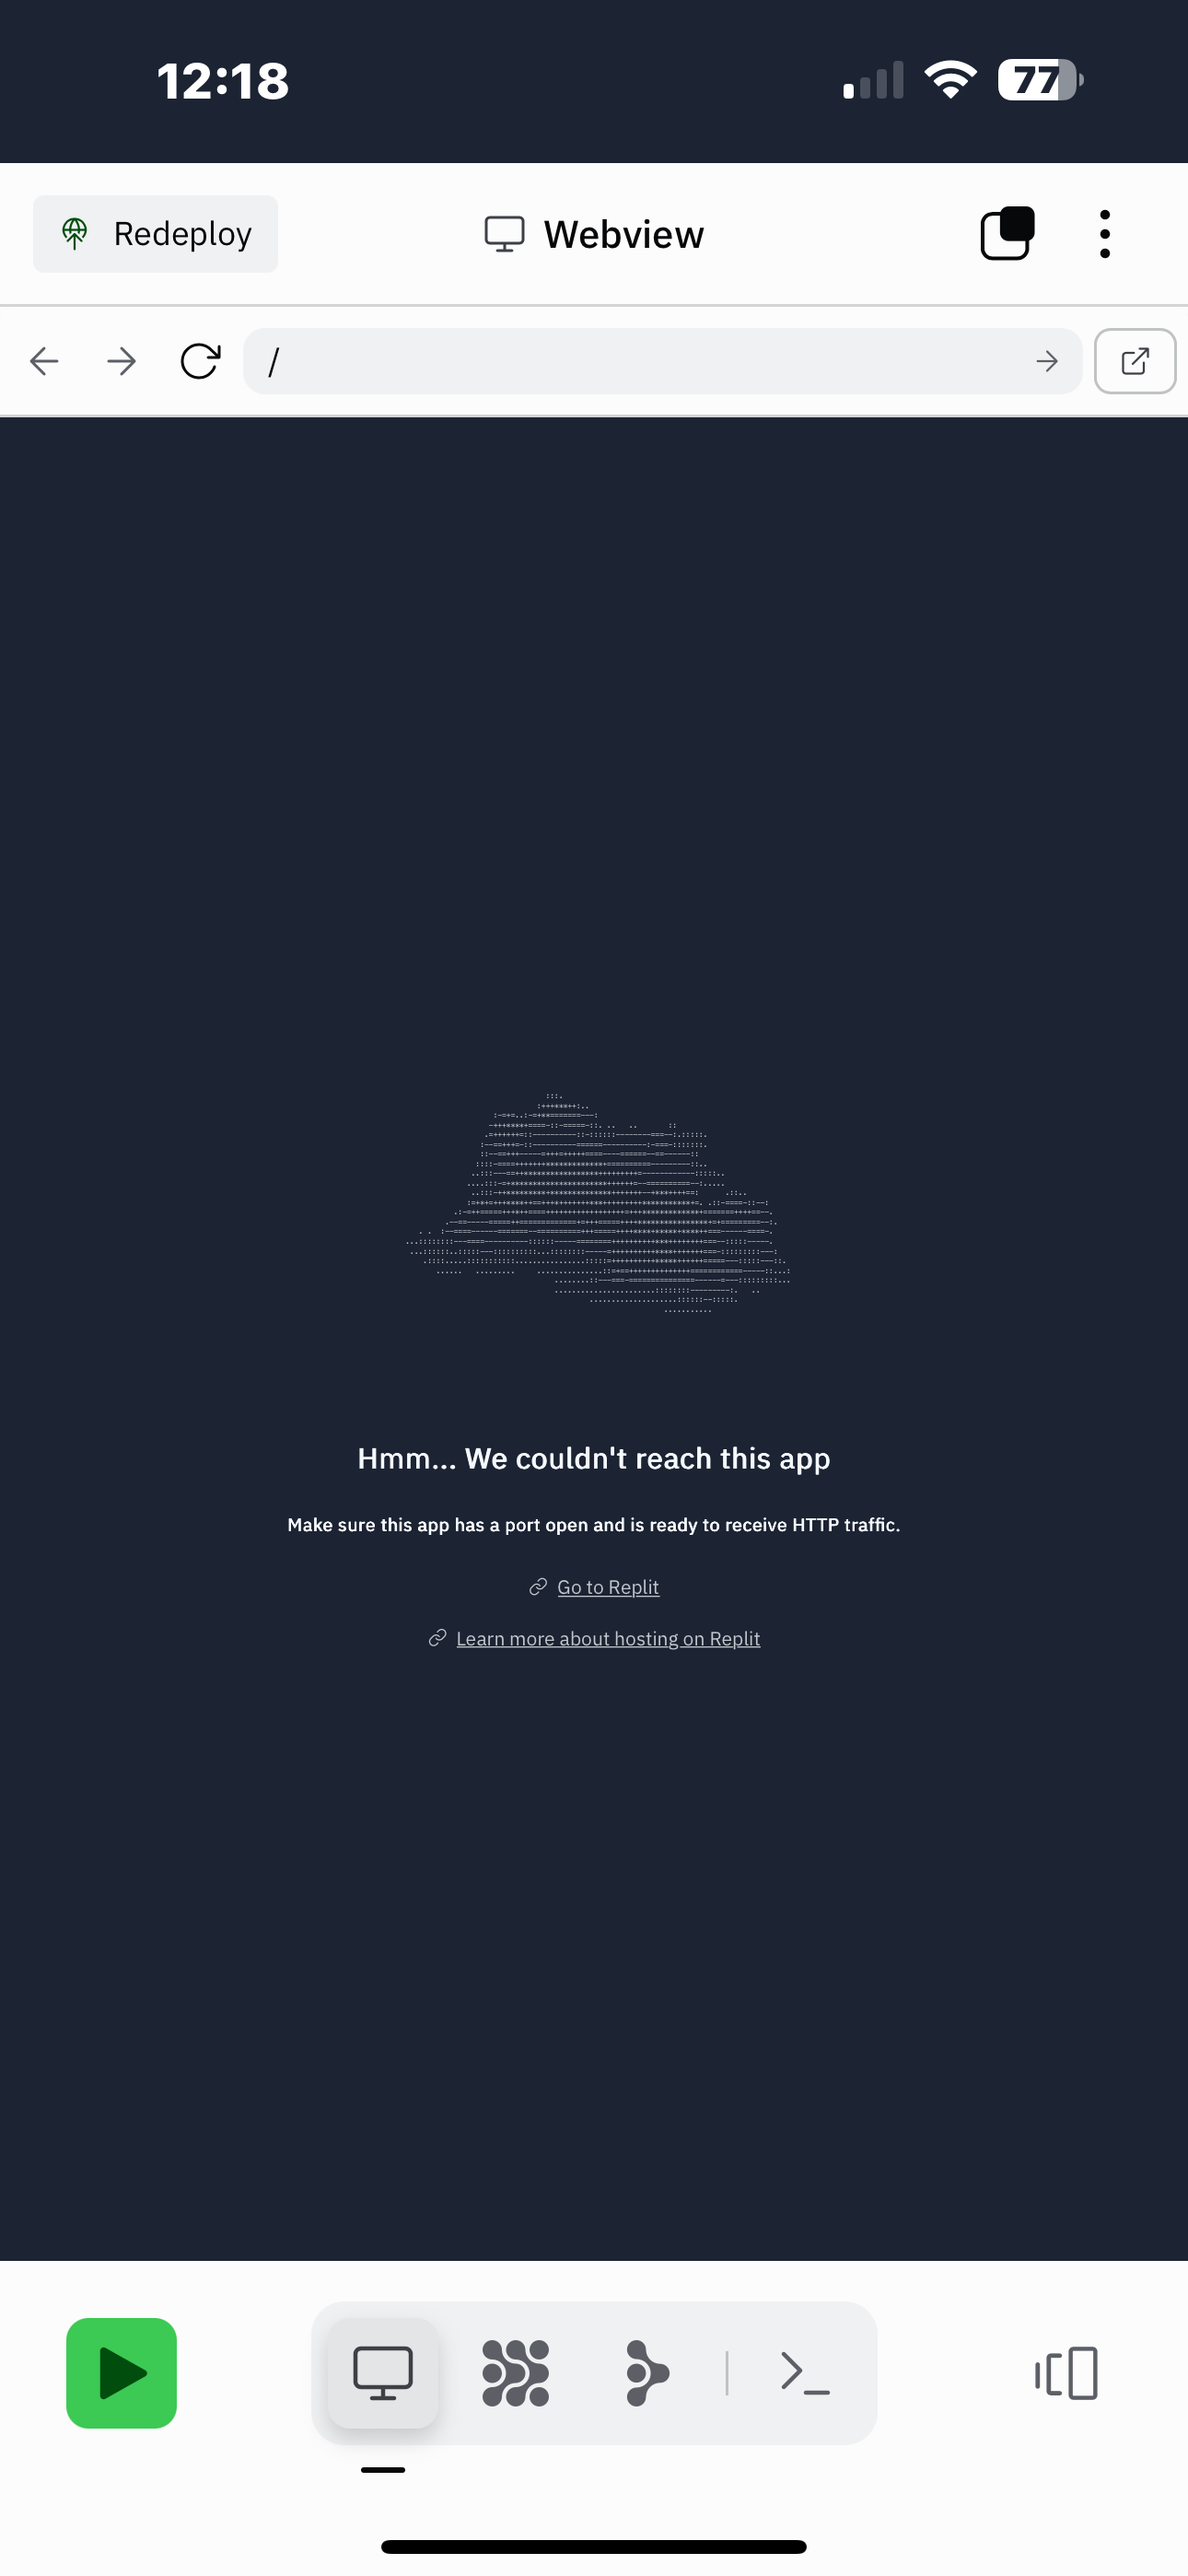 12:18
77
Redeploy
Webview
/
Hmm... We couldn't reach this app
Make sure this app has a port open and is ready to receive HTTP traffic.
Go to Replit
Learn more about hosting on Replit